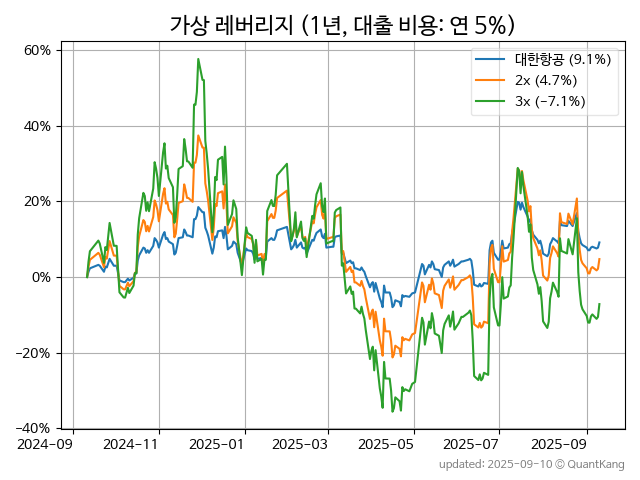 가상 레버리지 (1년, 대출 비용: 연 5%)
60%
40%
20%
0%
−20%
−40%
대한항공 (9.1%)
2x (4.7%)
3x (−7.1%)
2024-09
2024-11
2025-01
2025-03
2025-05
2025-07
2025-09
updated: 2025-09-10 © QuantKang